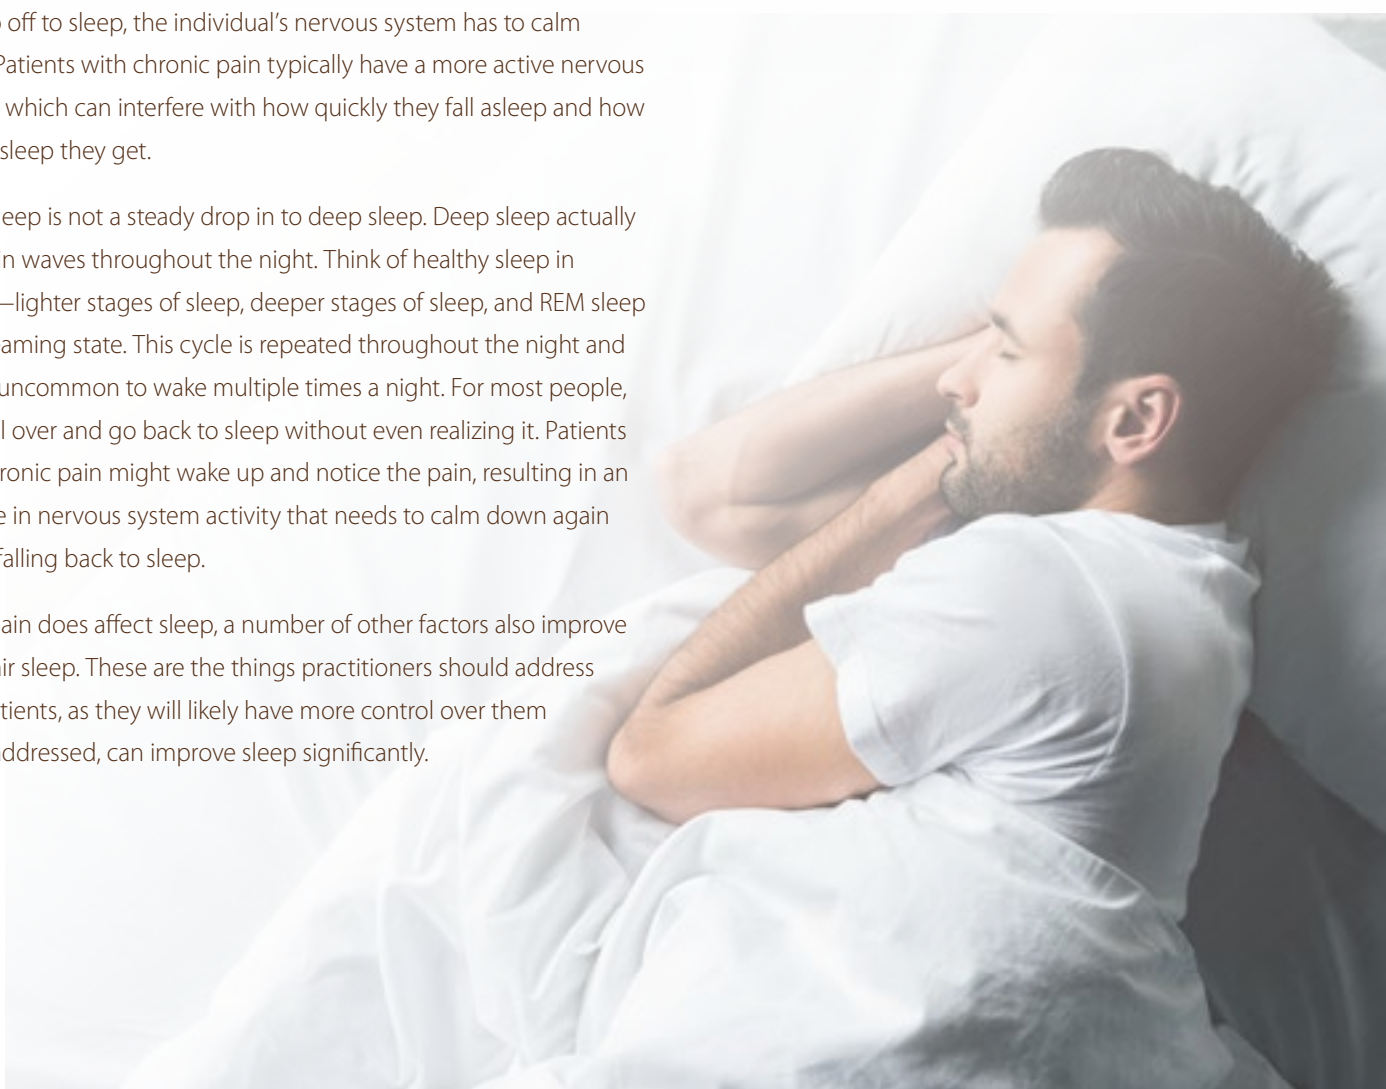 off to sleep, the individual's nervous system has to calm
Patients with chronic pain typically have a more active nervous
which can interfere with how quickly they fall asleep and how
sleep they get.
is not a steady drop in to deep sleep. Deep sleep actually
in waves throughout the night. Think of healthy sleep in
—lighter stages of sleep, deeper stages of sleep, and REM sleep
state. This cycle is repeated throughout the night and
uncommon to wake multiple times a night. For most people,
over and go back to sleep without even realizing it. Patients
pain might wake up and notice the pain, resulting in an
in nervous system activity that needs to calm down again
falling back to sleep.
does affect sleep, a number of other factors also improve
sleep. These are the things practitioners should address
as they will likely have more control over them
can improve sleep significantly.